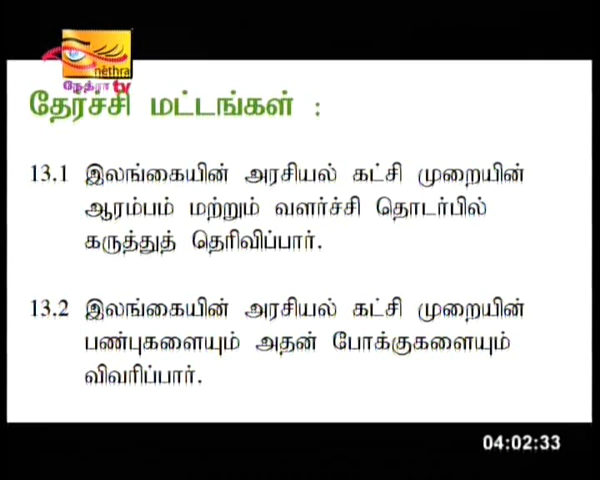 nethra
நேத்ரா tv
தேர்ச்சி மட்டங்கள் :
13.1 இலங்கையின் அரசியல் கட்சி முறையின்
ஆரம்பம் மற்றும் வளர்ச்சி தொடர்பில்
கருத்துத் தெரிவிப்பார்.
13.2 இலங்கையின் அரசியல் கட்சி முறையின்
பண்புகளையும் அதன் போக்குகளையும்
விவரிப்பார்.
04:02:33